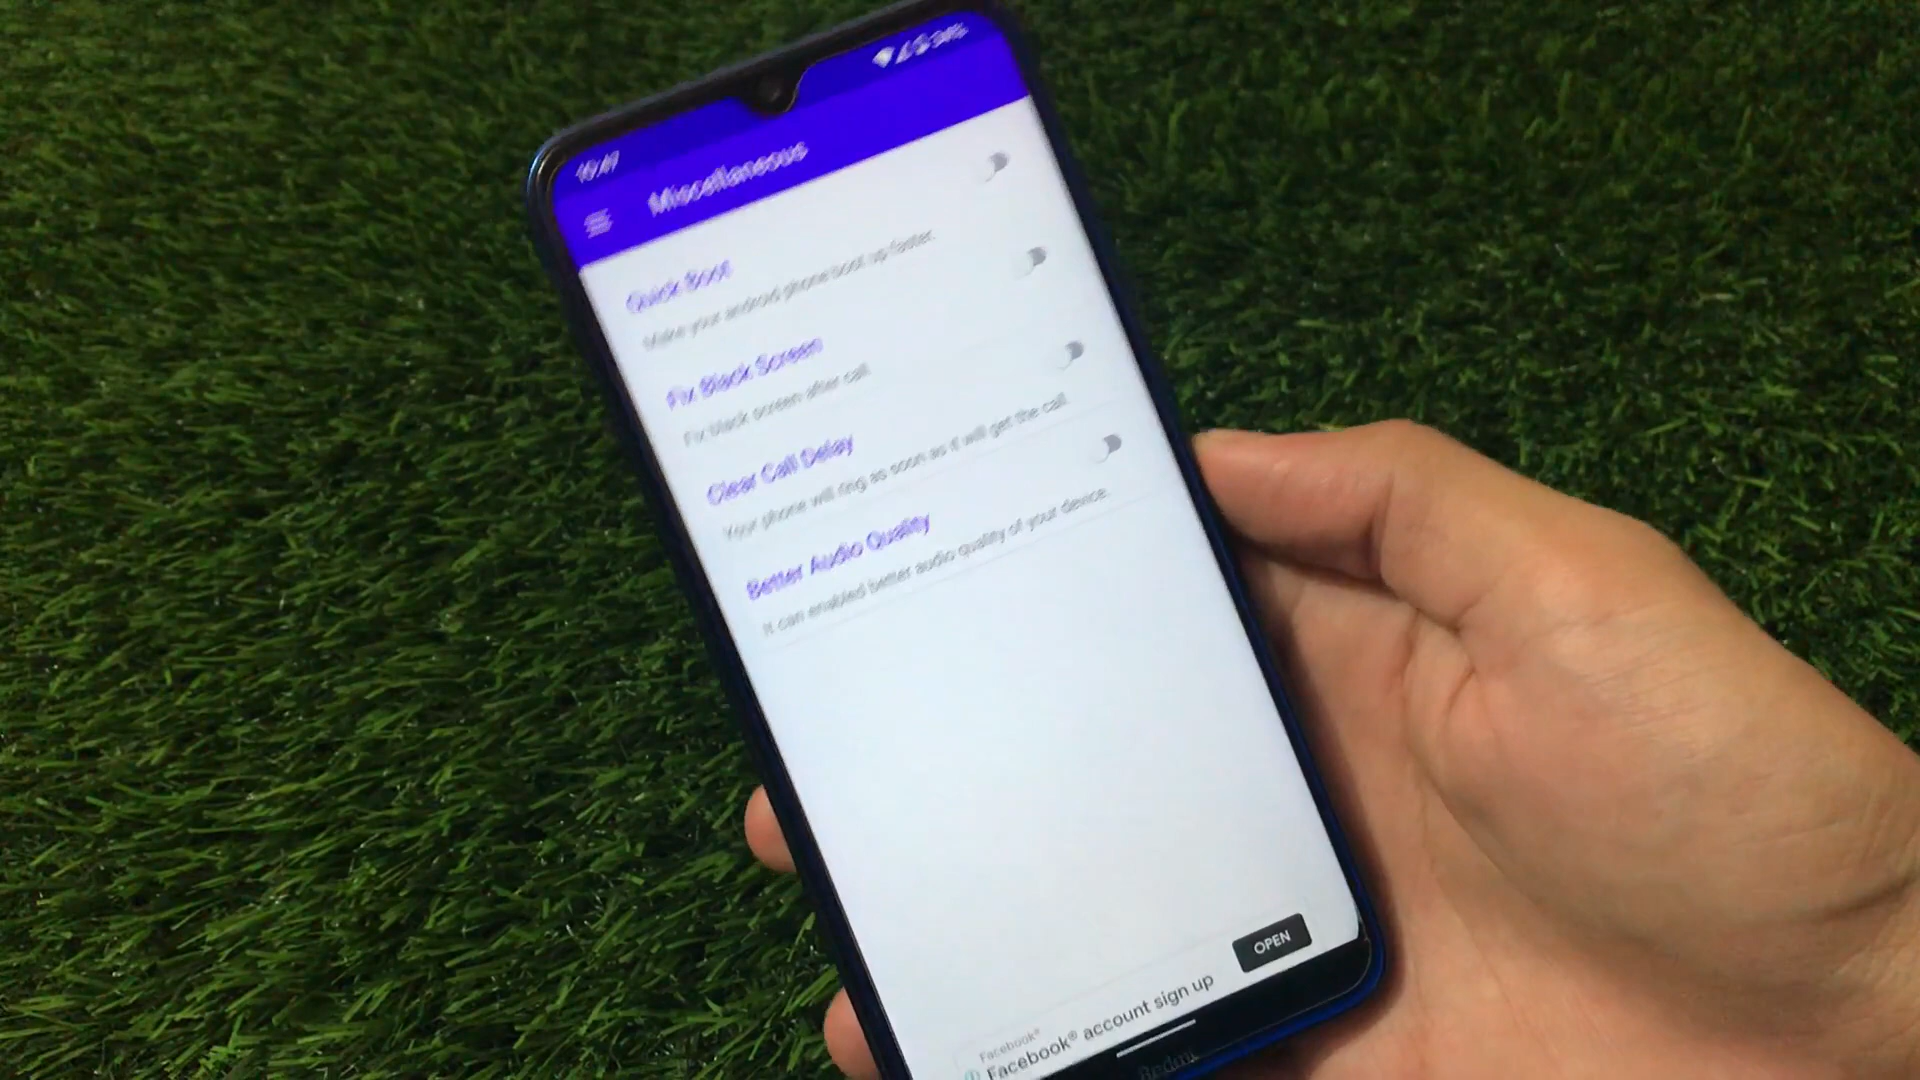 Miscellaneous
Quick Boot
Make your android phone boot up faster.
Fix Black Screen
Fix black screen after call.
Clear Call Delay
Your phone will ring as soon as it will get the call.
Better Audio Quality
It can enabled better audio quality of your device.
OPEN
Facebook®
Facebook® account sign up
Redmi